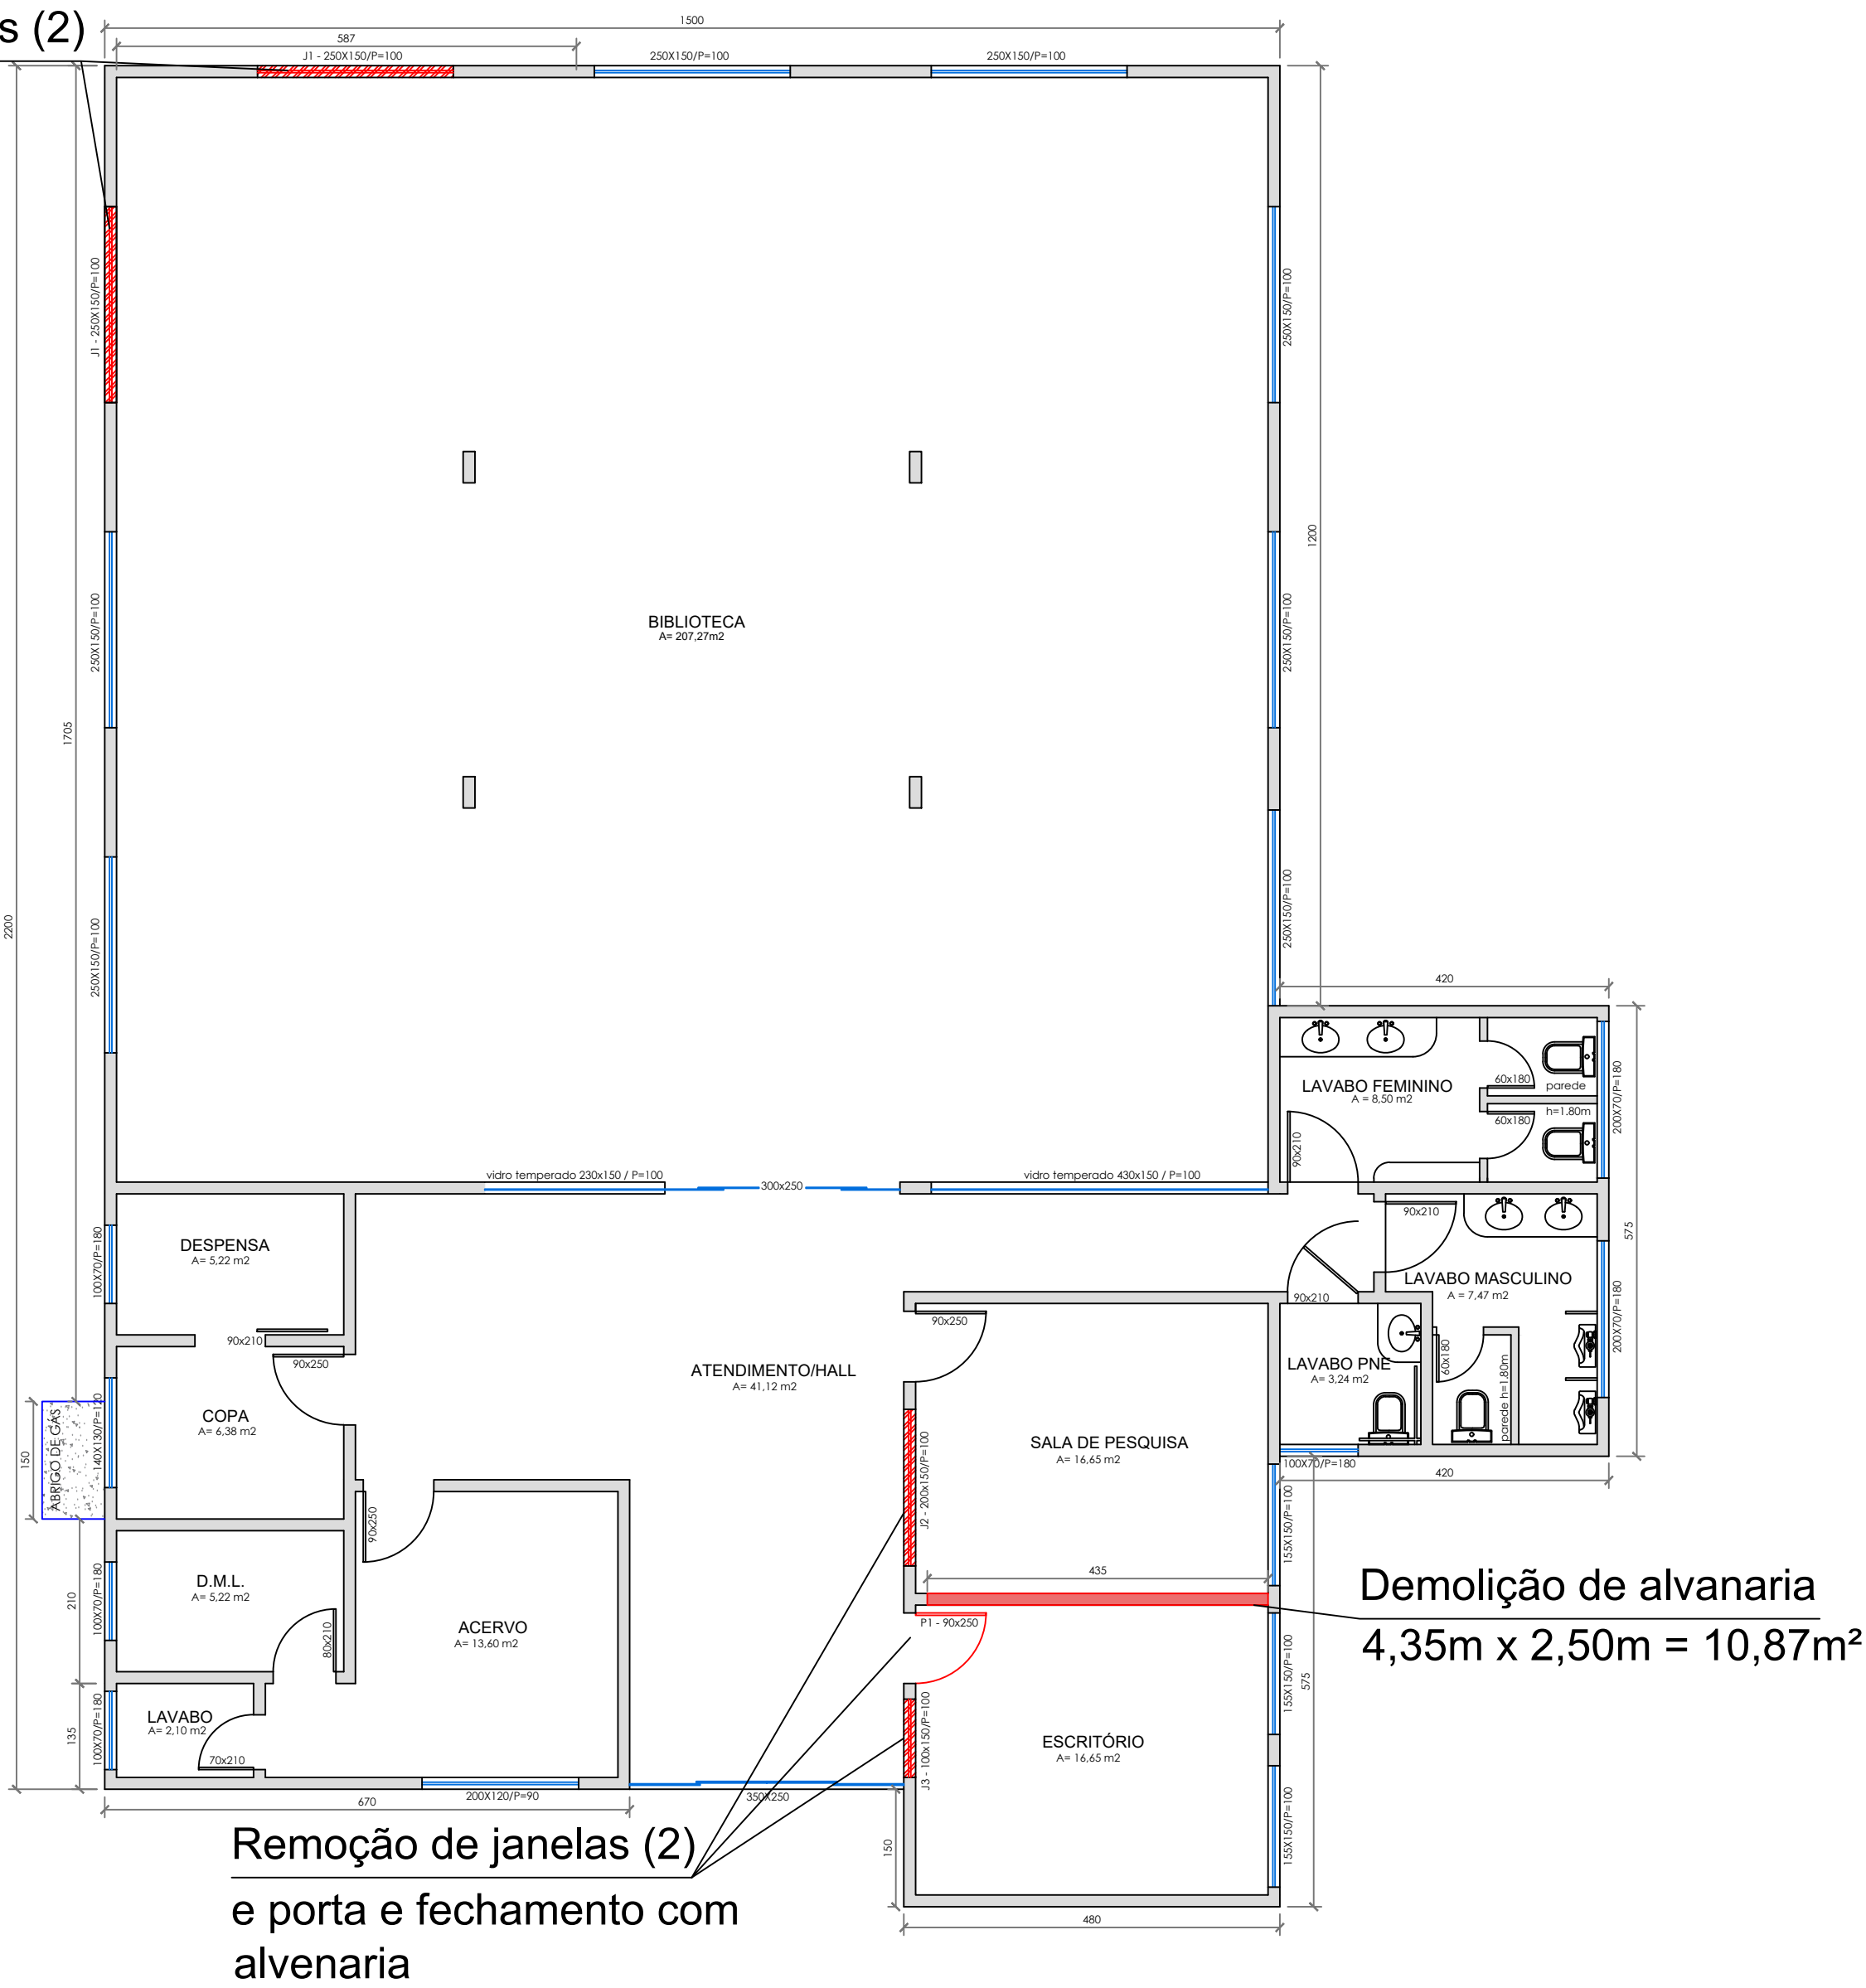 s (2)
1500
587
J1 - 250X150/P=100
250X150/P=100
250X150/P=100
J1 - 250X150/P=100
250X150/P=100
1200
BIBLIOTECA
A= 207,27m2
250X150/P=100
250X150/P=100
1705
2200
250X150/P=100
250X150/P=100
420
LAVABO FEMININO
A = 8,50 m2
60x180
parede
h=1.80m
60x180
200X70/P=180
90x210
vidro temperado 230x150 / P=100
300x250
vidro temperado 430x150 / P=100
575
90x210
DESPENSA
A= 5,22 m2
100X70/P=180
LAVABO MASCULINO
A = 7,47 m2
200X70/P=180
90x210
90x250
90x210
90x250
ATENDIMENTO/HALL
A= 41,12 m2
LAVABO PNE
A= 3,24 m2
60x180
parede h=1.80m
COPA
A= 6,38 m2
140X130/P=120
ABRIGO DE GÁS
150
SALA DE PESQUISA
A= 16,65 m2
J2 - 200x150/P=100
100X70/P=180
420
90x250
155X150/P=100
435
D.M.L.
A= 5,22 m2
100X70/P=180
210
80x210
ACERVO
A= 13,60 m2
P1 - 90x250
Demolição de alvanaria
4,35m x 2,50m = 10,87m²
155X150/P=100
575
LAVABO
A= 2,10 m2
100X70/P=180
135
70x210
J3 - 100x150/P=100
ESCRITÓRIO
A= 16,65 m2
670
200X120/P=90
350X250
150
155X150/P=100
480
Remoção de janelas (2)
e porta e fechamento com
alvenaria